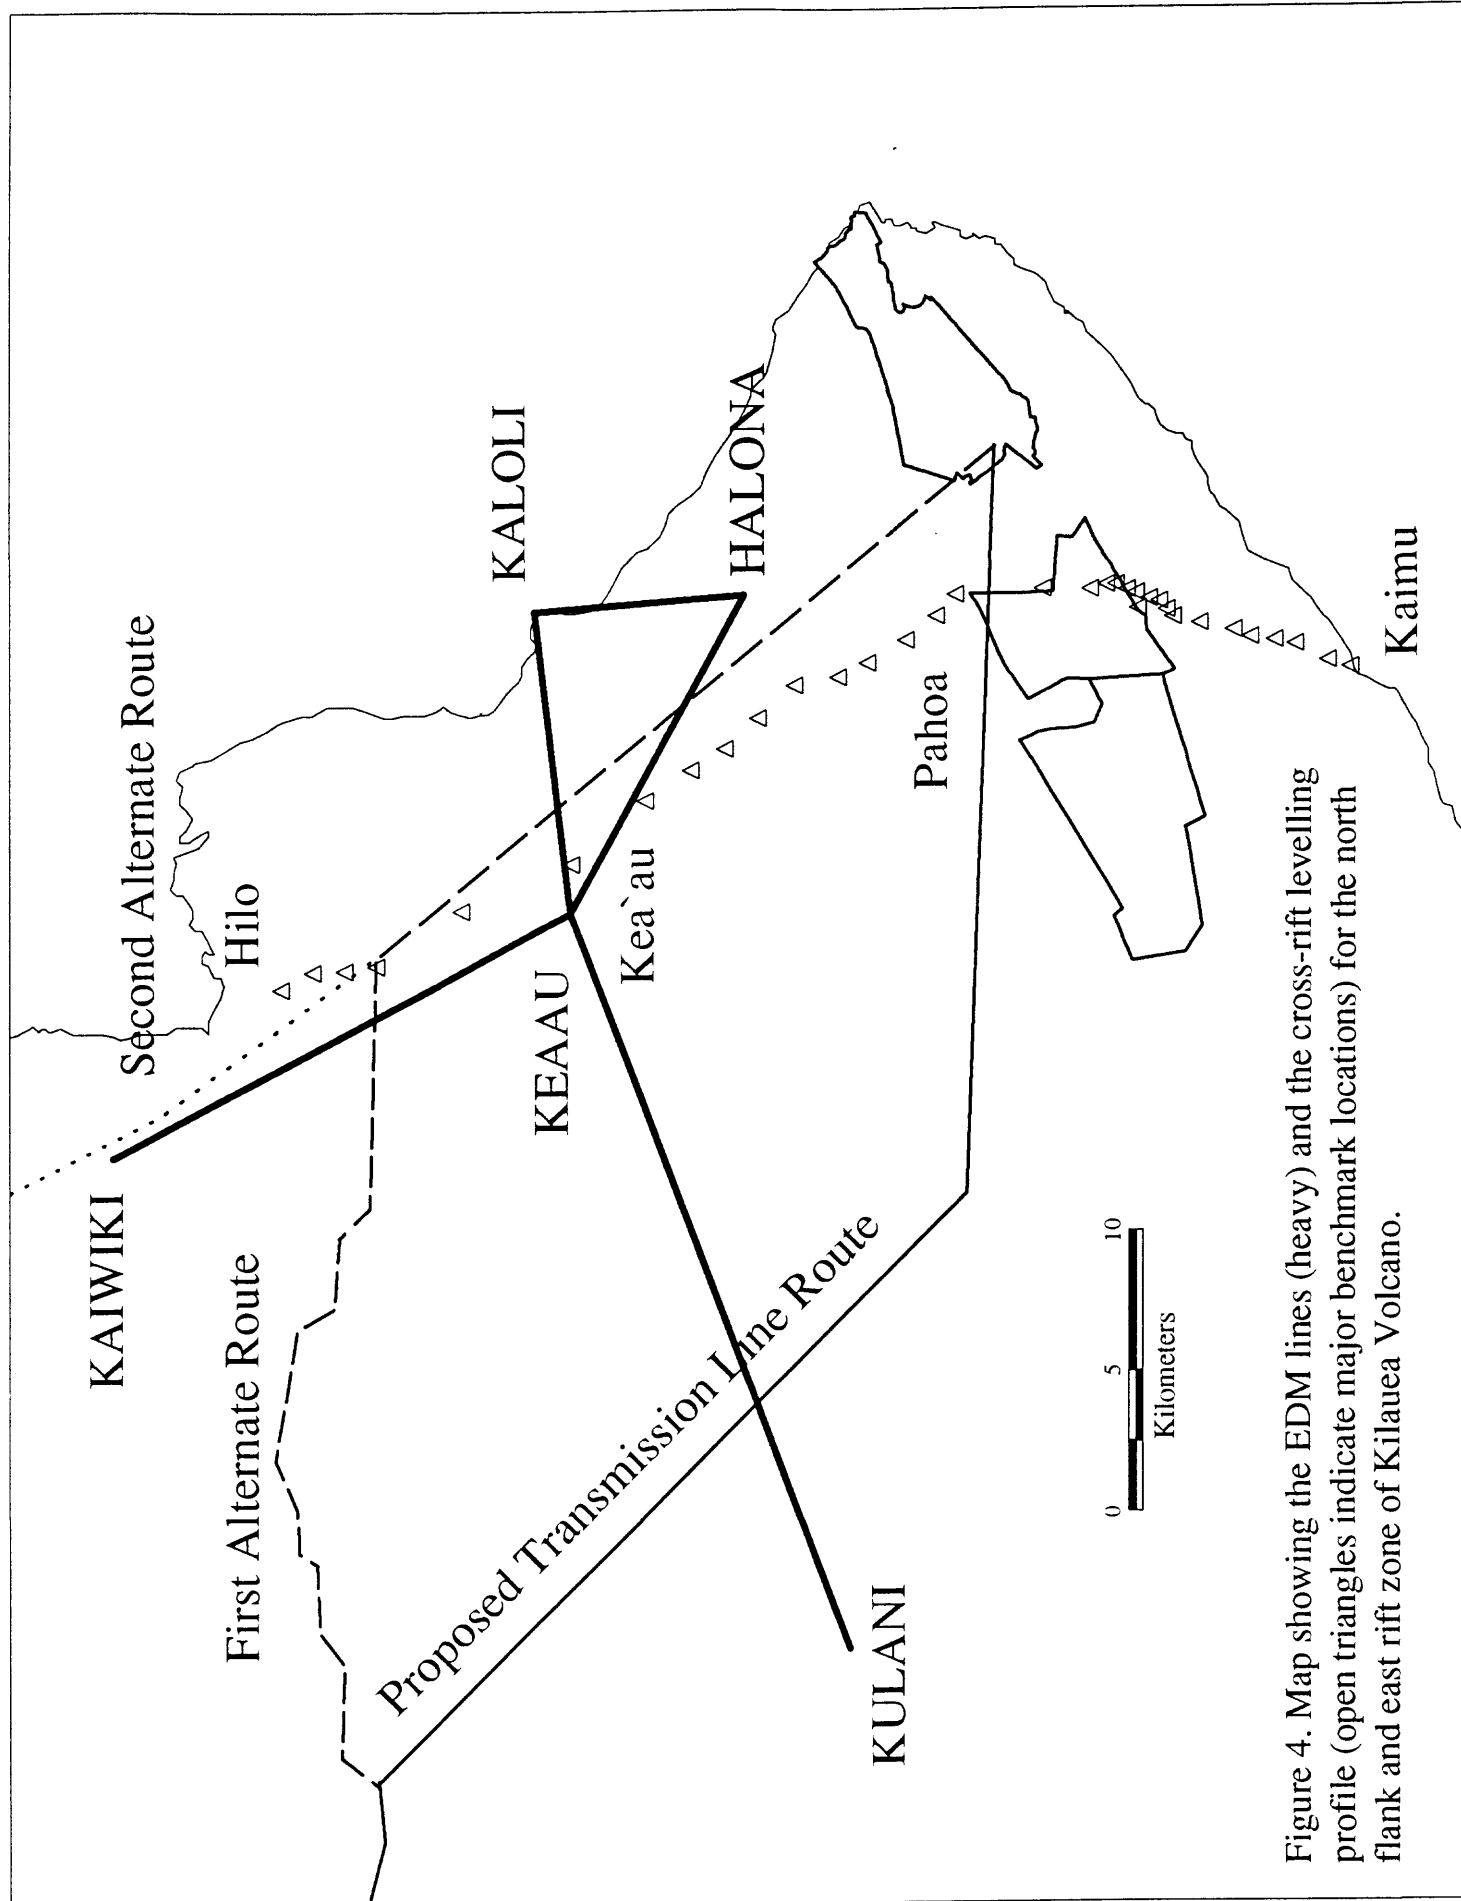 Second Alternate Route
KAIWIKI
Hilo
First Alternate Route
KALOLI
KEAAU
Kea`au
HALONA
Proposed Transmission Line Route
KULANI
Pahoa
0 5 10
Kilometers
Kaimu
Figure 4. Map showing the EDM lines (heavy) and the cross-rift levelling
profile (open triangles indicate major benchmark locations) for the north
flank and east rift zone of Kilauea Volcano.